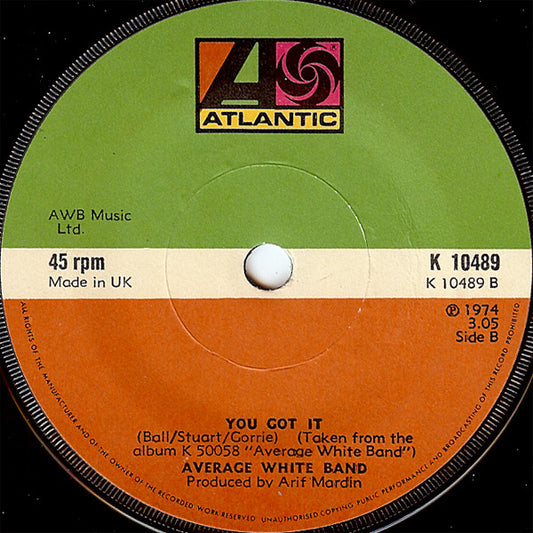 ATLANTIC
®
AWB Music
Ltd.
45 rpm
Made in UK
K 10489
K 10489 B
℗ 1974
3.05
Side B
YOU GOT IT
(Ball/Stuart/Gorrie) (Taken from the
album K 50058 "Average White Band")
AVERAGE WHITE BAND
Produced by Arif Mardin
ALL RIGHTS OF THE MANUFACTURER AND OF THE OWNER OF THE RECORDED WORK RESERVED UNAUTHORISED COPYING PUBLIC PERFORMANCE AND BROADCASTING OF THIS RECORD PROHIBITED